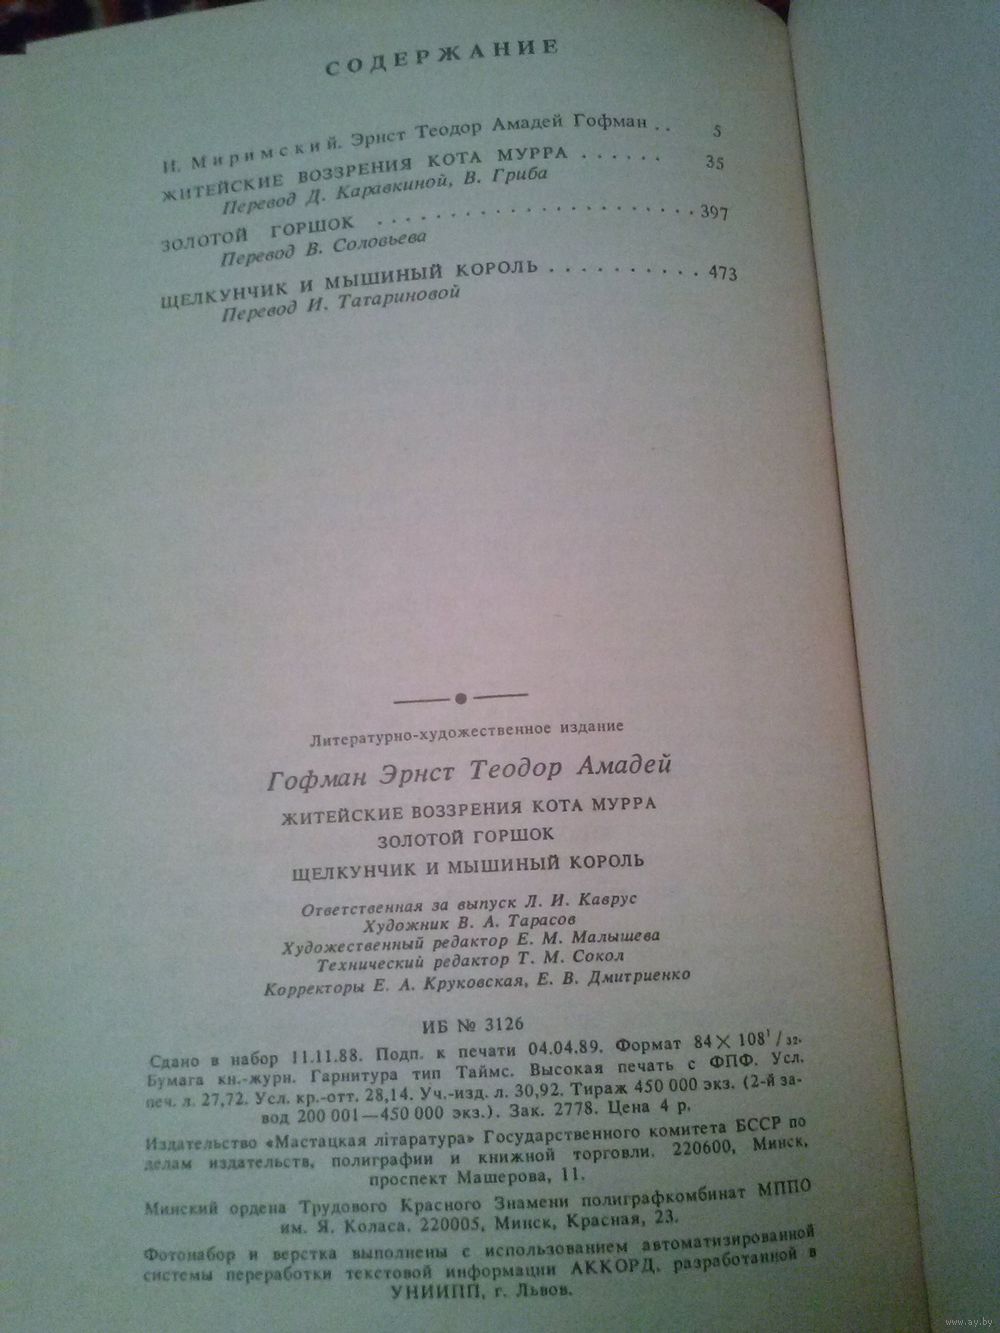 СОДЕРЖАНИЕ
И. Миримский. Эрнст Теодор Амадей Гофман . . 5
ЖИТЕЙСКИЕ ВОЗЗРЕНИЯ КОТА МУРРА . . . . . . 35
Перевод Д. Каравкиной, В. Гриба
ЗОЛОТОЙ ГОРШОК . . . . . . . . . . . . . . . . . . . . . . 397
Перевод В. Соловьева
ЩЕЛКУНЧИК И МЫШИНЫЙ КОРОЛЬ . . . . . . . . . . 473
Перевод И. Татариновой
Литературно-художественное издание
Гофман Эрнст Теодор Амадей
ЖИТЕЙСКИЕ ВОЗЗРЕНИЯ КОТА МУРРА
ЗОЛОТОЙ ГОРШОК
ЩЕЛКУНЧИК И МЫШИНЫЙ КОРОЛЬ
Ответственная за выпуск Л. И. Каврус
Художник В. А. Тарасов
Художественный редактор Е. М. Малышева
Технический редактор Т. М. Сокол
Корректоры Е. А. Круковская, Е. В. Дмитриенко
ИБ № 3126
Сдано в набор 11.11.88. Подп. к печати 04.04.89. Формат 84×108¹/₃₂.
Бумага кн.-журн. Гарнитура тип Таймс. Высокая печать с ФПФ. Усл.
печ. л. 27,72. Усл. кр.-отт. 28,14. Уч.-изд. л. 30,92. Тираж 450 000 экз. (2-й за-
вод 200 001—450 000 экз.). Зак. 2778. Цена 4 р.
Издательство «Мастацкая літаратура» Государственного комитета БССР по
делам издательств, полиграфии и книжной торговли. 220600, Минск,
проспект Машерова, 11.
Минский ордена Трудового Красного Знамени полиграфкомбинат МППО
им. Я. Коласа. 220005, Минск, Красная, 23.
Фотонабор и верстка выполнены с использованием автоматизированной
системы переработки текстовой информации АККОРД, разработанной в
УНИИПП, г. Львов.
www.ay.by